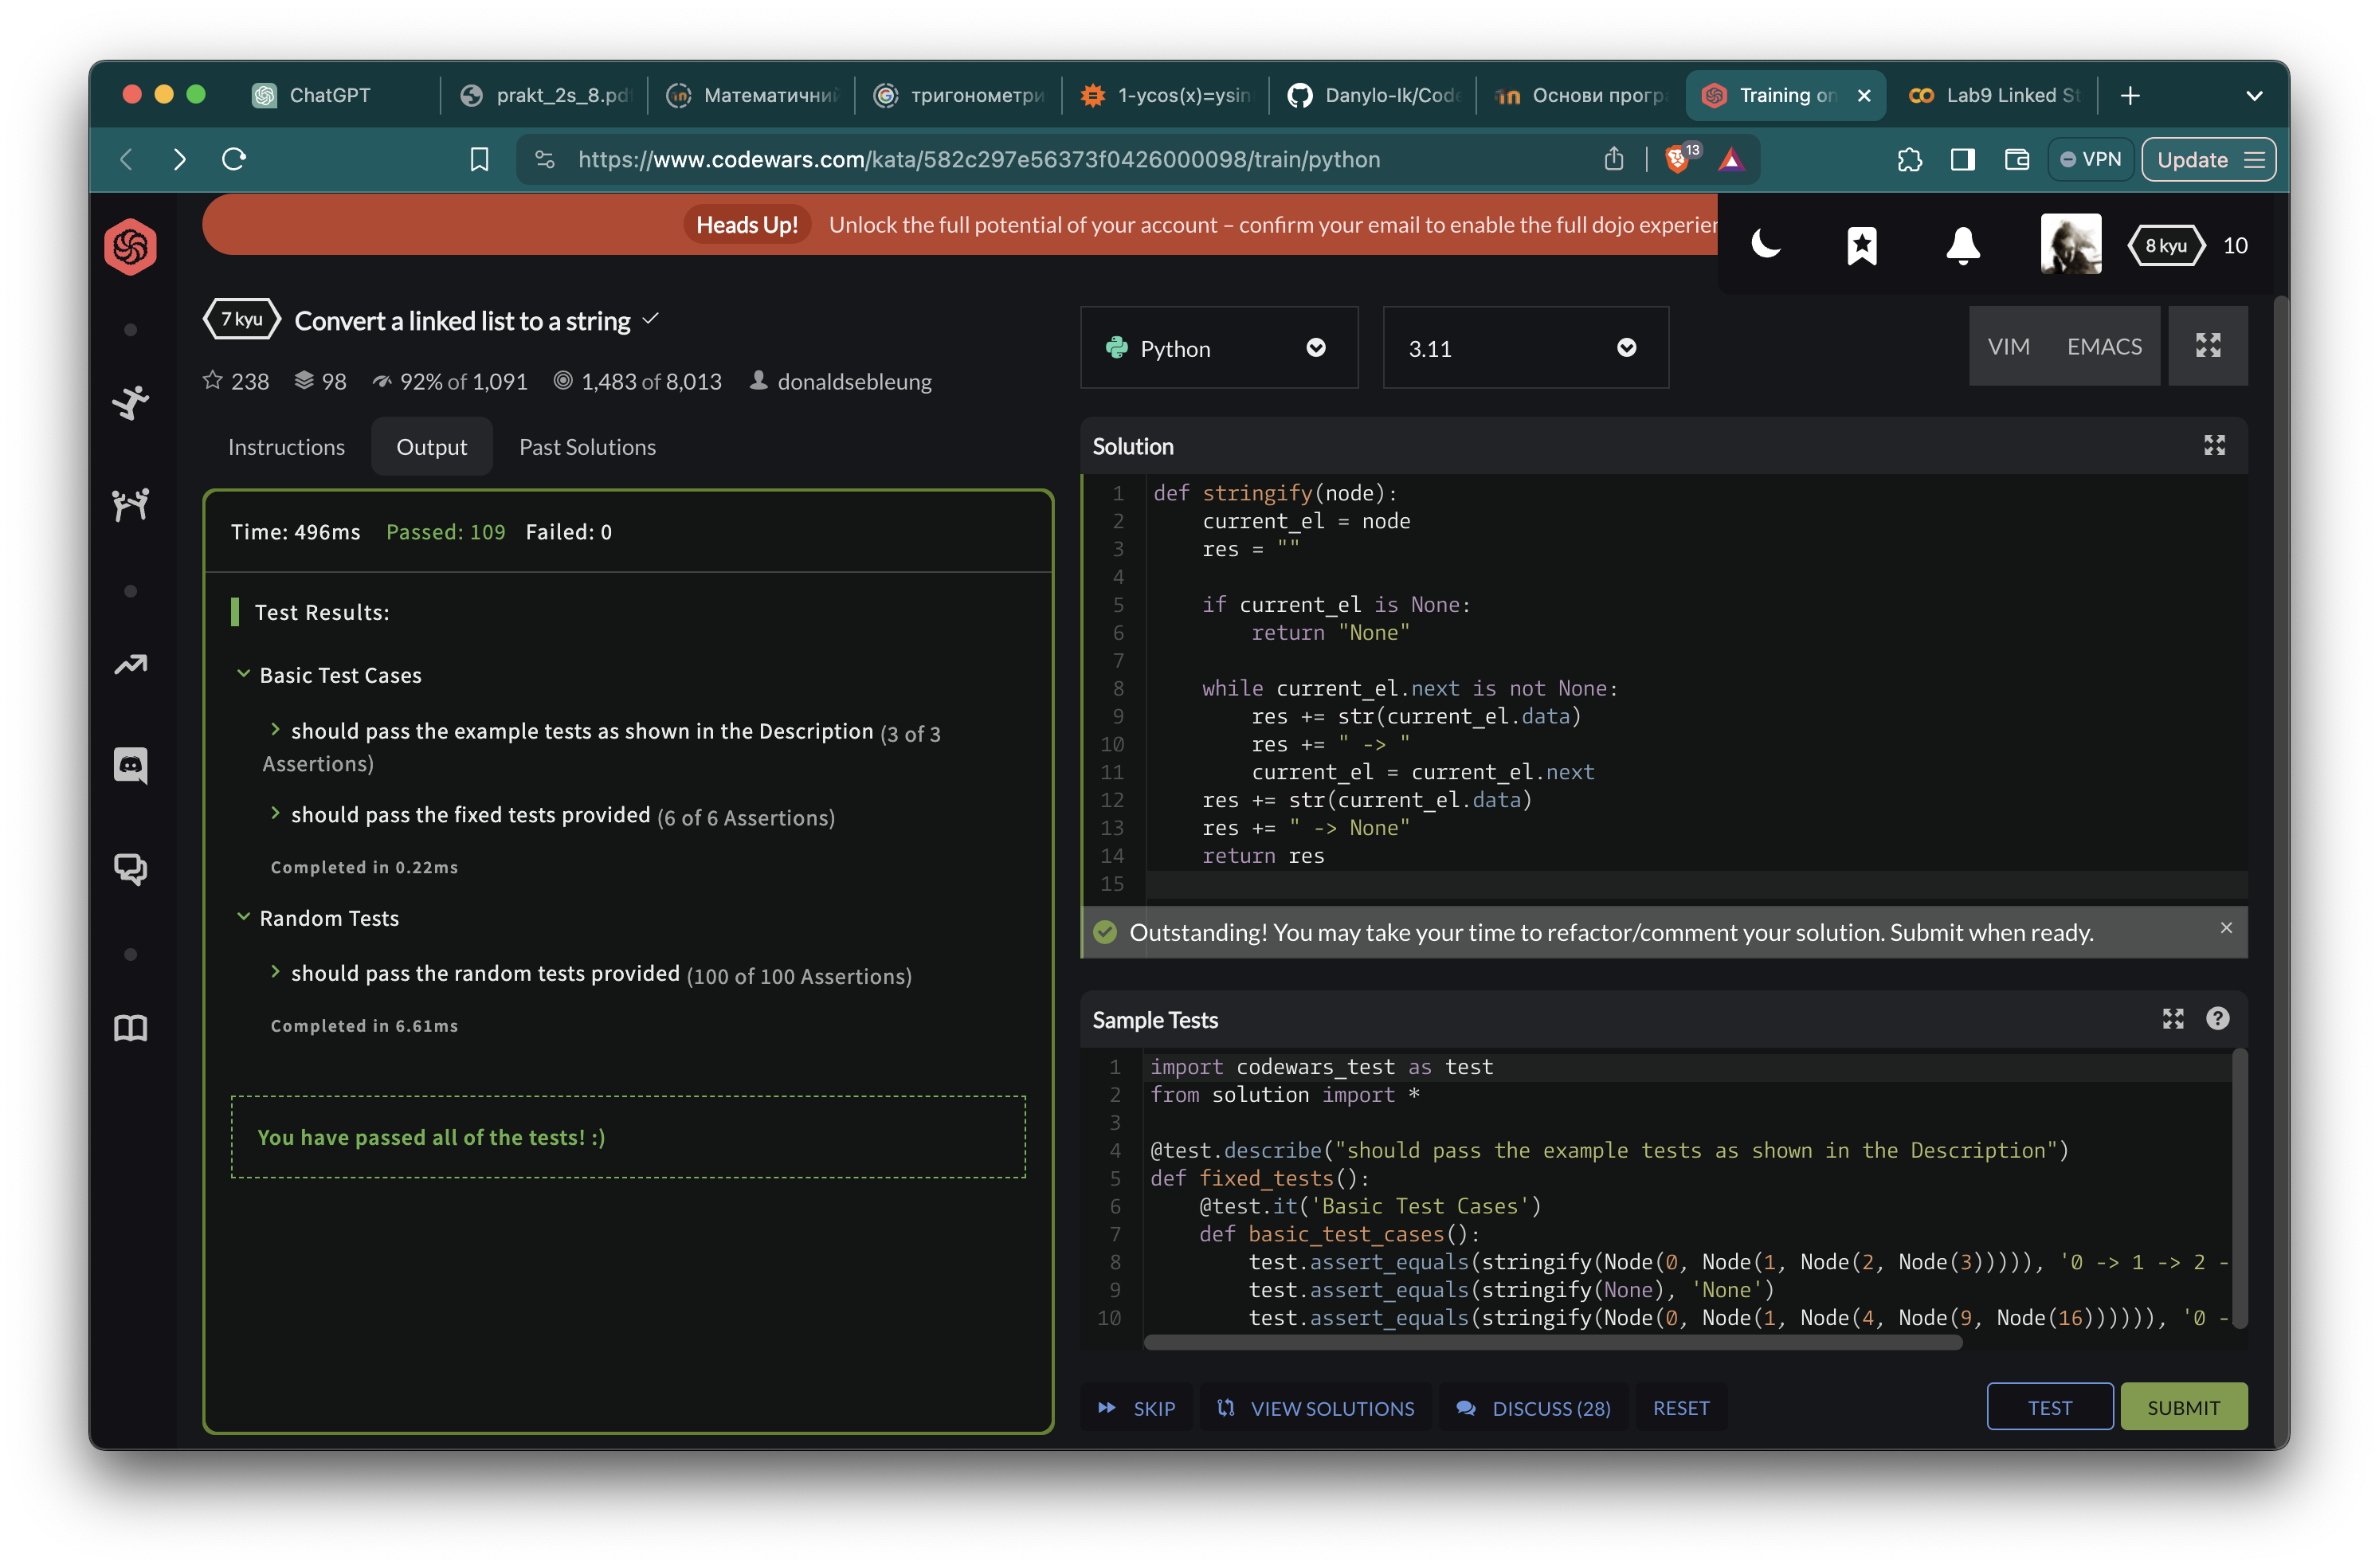 ChatGPT
prakt_2s_8.pd
Математичний
тригонометри
1-ycos(x)=ysin
Danylo-Ik/Code
Основи прогр
Training on
Lab9 Linked St
https://www.codewars.com/kata/582c297e56373f0426000098/train/python
13
VPN
Update
Heads Up! Unlock the full potential of your account – confirm your email to enable the full dojo experien
8 kyu 10
7 kyu Convert a linked list to a string
238 98 92% of 1,091 1,483 of 8,013 donaldsebleung
Instructions Output Past Solutions
Time: 496ms Passed: 109 Failed: 0
Test Results:
Basic Test Cases
should pass the example tests as shown in the Description (3 of 3
Assertions)
should pass the fixed tests provided (6 of 6 Assertions)
Completed in 0.22ms
Random Tests
should pass the random tests provided (100 of 100 Assertions)
Completed in 6.61ms
You have passed all of the tests! :)
Python 3.11 VIM EMACS
Solution
1 def stringify(node):
2     current_el = node
3     res = ""
4
5     if current_el is None:
6         return "None"
7
8     while current_el.next is not None:
9         res += str(current_el.data)
10         res += " -> "
11         current_el = current_el.next
12     res += str(current_el.data)
13     res += " -> None"
14     return res
15
Outstanding! You may take your time to refactor/comment your solution. Submit when ready. ×
Sample Tests
1 import codewars_test as test
2 from solution import *
3
4 @test.describe("should pass the example tests as shown in the Description")
5 def fixed_tests():
6     @test.it('Basic Test Cases')
7     def basic_test_cases():
8         test.assert_equals(stringify(Node(0, Node(1, Node(2, Node(3))))), '0 -> 1 -> 2 -
9         test.assert_equals(stringify(None), 'None')
10         test.assert_equals(stringify(Node(0, Node(1, Node(4, Node(9, Node(16)))))), '0 -
SKIP VIEW SOLUTIONS DISCUSS (28) RESET TEST SUBMIT